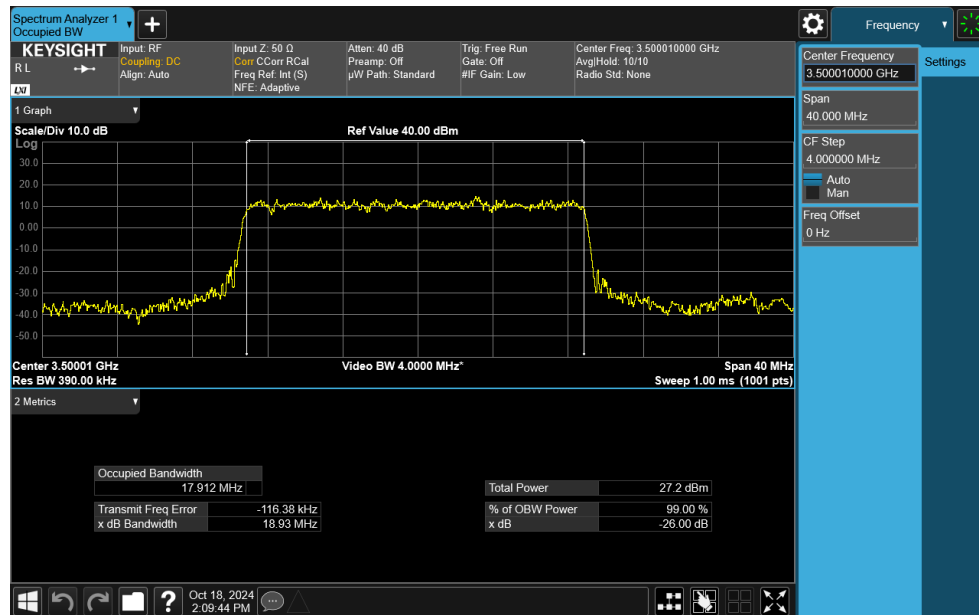 Spectrum Analyzer 1
Occupied BW
Frequency
KEYSIGHT
R L
LXI
Input: RF
Coupling: DC
Align: Auto
Input Z: 50 Ω
Corr CCorr RCal
Freq Ref: Int (S)
NFE: Adaptive
Atten: 40 dB
Preamp: Off
µW Path: Standard
Trig: Free Run
Gate: Off
#IF Gain: Low
Center Freq: 3.500010000 GHz
Avg|Hold: 10/10
Radio Std: None
Center Frequency
3.500010000 GHz
Settings
Span
40.000 MHz
CF Step
4.000000 MHz
Auto
Man
Freq Offset
0 Hz
1 Graph
Scale/Div 10.0 dB
Ref Value 40.00 dBm
Log
30.0
20.0
10.0
0.00
-10.0
-20.0
-30.0
-40.0
-50.0
Center 3.50001 GHz
Video BW 4.0000 MHz*
Span 40 MHz
Res BW 390.00 kHz
Sweep 1.00 ms (1001 pts)
2 Metrics
Occupied Bandwidth
17.912 MHz
Total Power 27.2 dBm
Transmit Freq Error -116.38 kHz
% of OBW Power 99.00 %
x dB Bandwidth 18.93 MHz
x dB -26.00 dB
?
Oct 18, 2024
2:09:44 PM